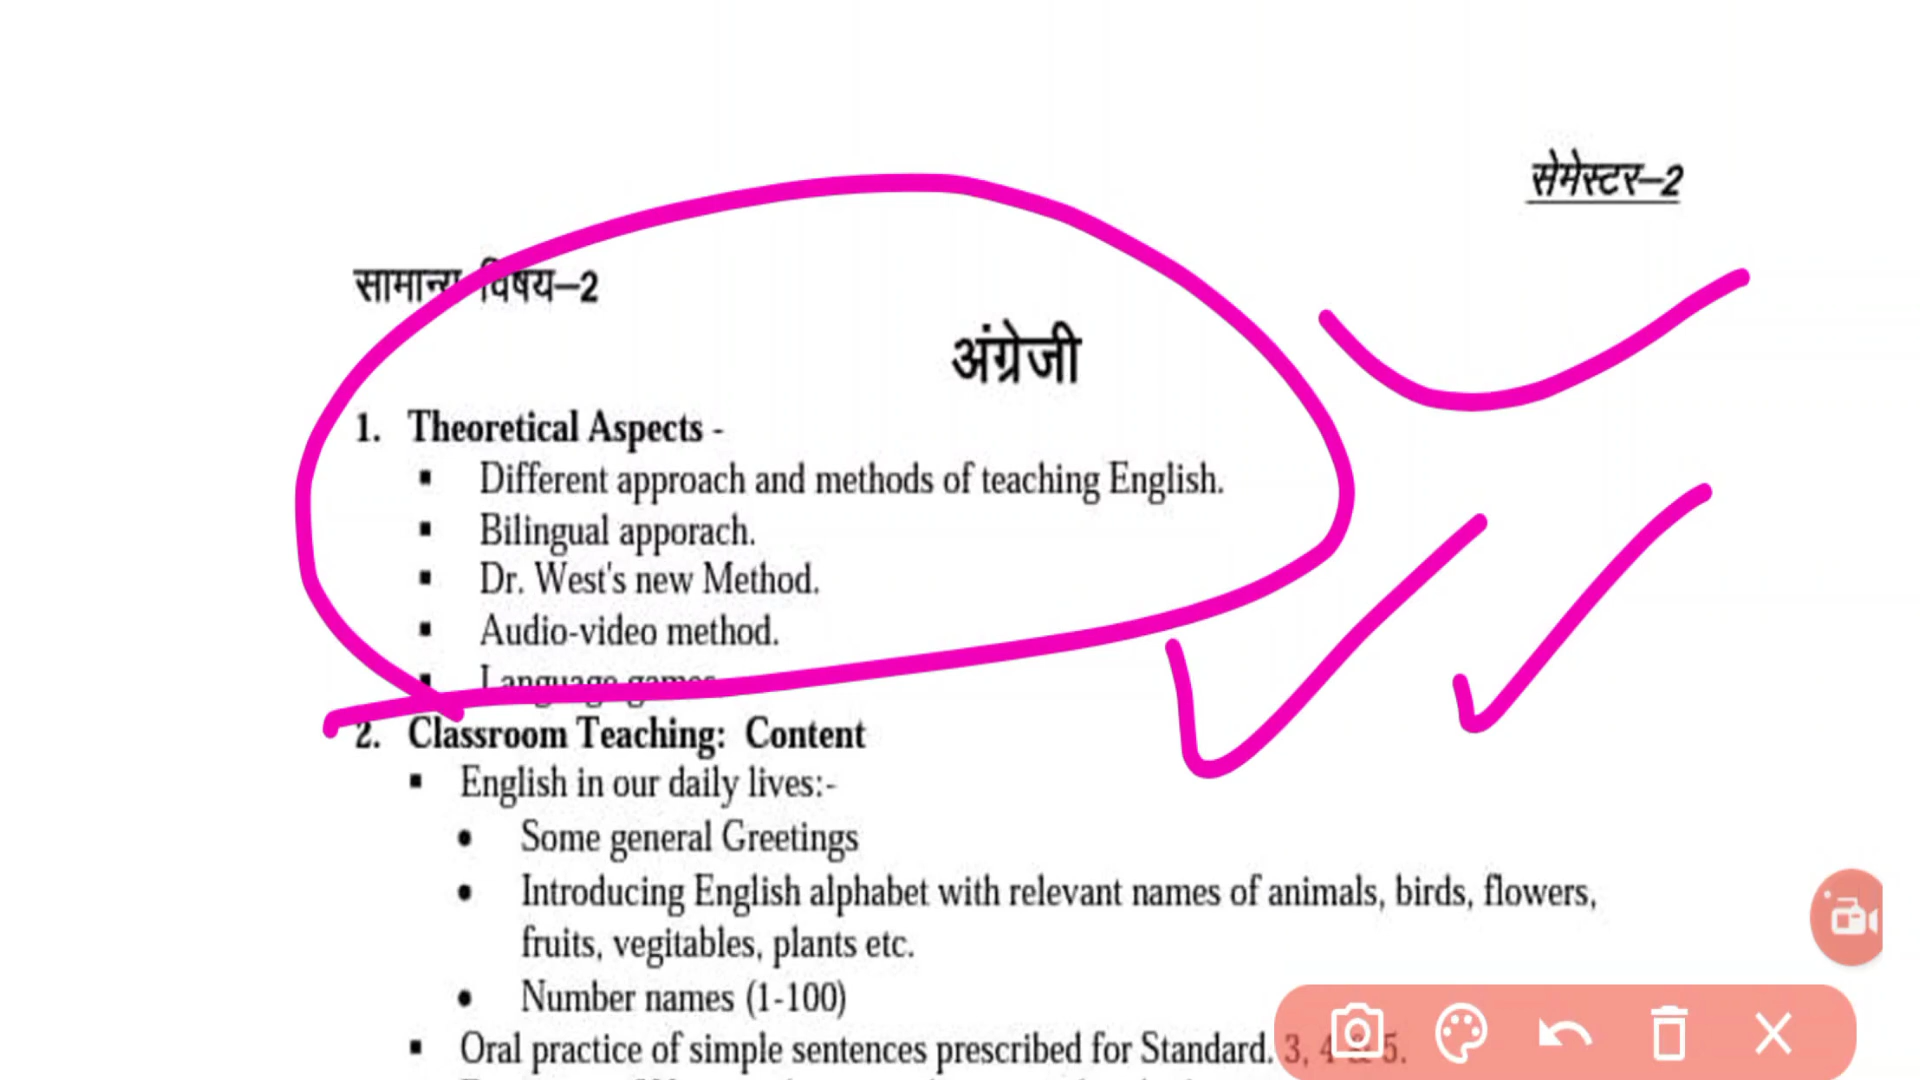 सेमेस्टर–2
सामान्य विषय–2
अंग्रेजी
1. Theoretical Aspects -
▪ Different approach and methods of teaching English.
▪ Bilingual apporach.
▪ Dr. West's new Method.
▪ Audio-video method.
▪ Language games
2. Classroom Teaching: Content
▪ English in our daily lives:-
• Some general Greetings
• Introducing English alphabet with relevant names of animals, birds, flowers,
fruits, vegitables, plants etc.
• Number names (1-100)
▪ Oral practice of simple sentences prescribed for Standard. 3, 4 & 5.